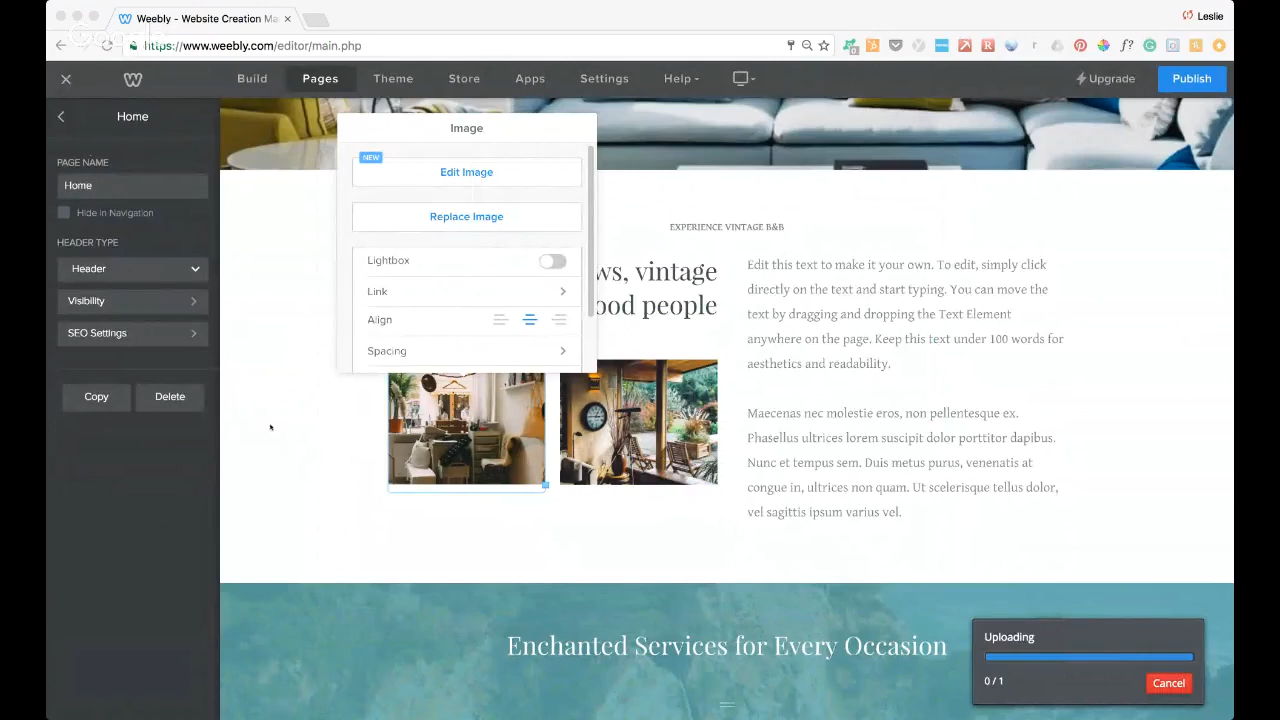 Weebly - Website Creation Ma
Leslie
Google
https://www.weebly.com/editor/main.php
Build
Pages
Theme
Store
Apps
Settings
Help
Upgrade
Publish
Home
PAGE NAME
Home
Hide in Navigation
HEADER TYPE
Header
Visibility
SEO Settings
Copy
Delete
Image
NEW
Edit Image
Replace Image
Lightbox
Link
Align
Spacing
EXPERIENCE VINTAGE B&B
ws, vintage
ood people
Edit this text to make it your own. To edit, simply click
directly on the text and start typing. You can move the
text by dragging and dropping the Text Element
anywhere on the page. Keep this text under 100 words for
aesthetics and readability.
Maecenas nec molestie eros, non pellentesque ex.
Phasellus ultrices lorem suscipit dolor porttitor dapibus.
Nunc et tempus sem. Duis metus purus, venenatis at
congue in, ultrices non quam. Ut scelerisque tellus dolor,
vel sagittis ipsum varius vel.
Enchanted Services for Every Occasion
Uploading
0 / 1
Cancel